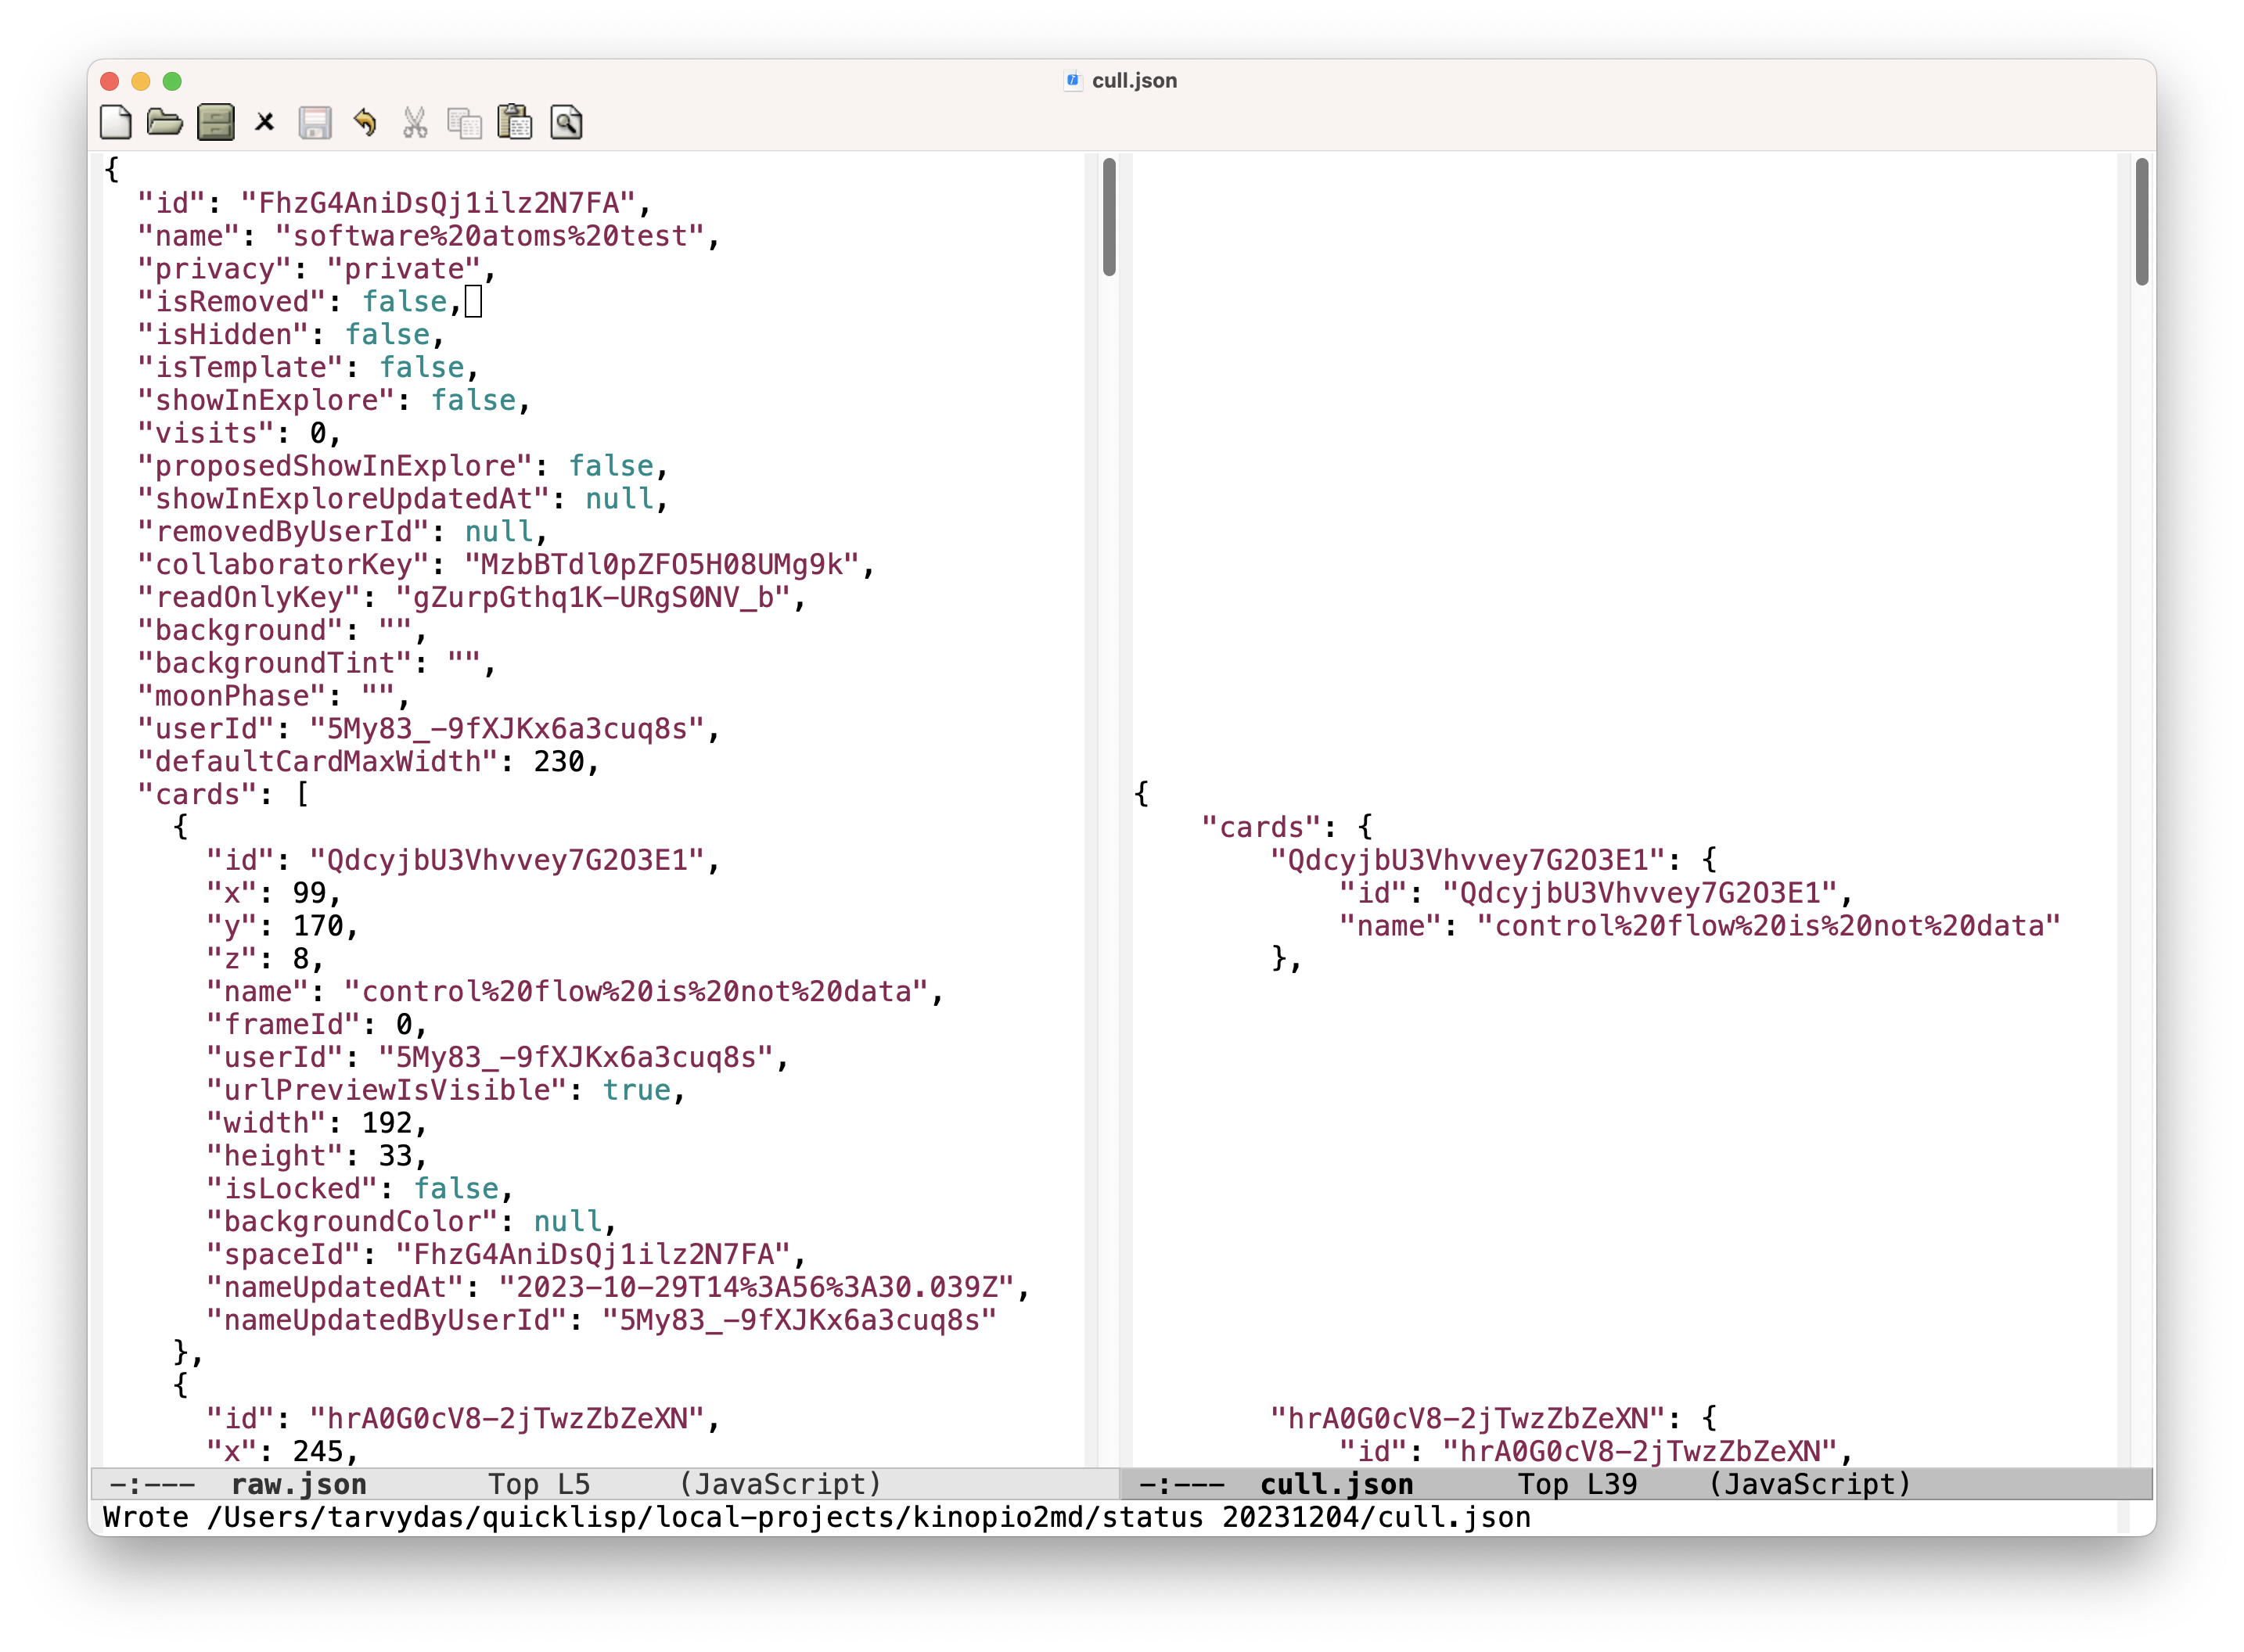 cull.json
{
"id": "FhzG4AniDsQj1ilz2N7FA",
"name": "software%20atoms%20test",
"privacy": "private",
"isRemoved": false,
"isHidden": false,
"isTemplate": false,
"showInExplore": false,
"visits": 0,
"proposedShowInExplore": false,
"showInExploreUpdatedAt": null,
"removedByUserId": null,
"collaboratorKey": "MzbBTdl0pZFO5H08UMg9k",
"readOnlyKey": "gZurpGthq1K-URgS0NV_b",
"background": "",
"backgroundTint": "",
"moonPhase": "",
"userId": "5My83_-9fXJKx6a3cuq8s",
"defaultCardMaxWidth": 230,
"cards": [
{
"id": "QdcyjbU3Vhvvey7G2O3E1",
"x": 99,
"y": 170,
"z": 8,
"name": "control%20flow%20is%20not%20data",
"frameId": 0,
"userId": "5My83_-9fXJKx6a3cuq8s",
"urlPreviewIsVisible": true,
"width": 192,
"height": 33,
"isLocked": false,
"backgroundColor": null,
"spaceId": "FhzG4AniDsQj1ilz2N7FA",
"nameUpdatedAt": "2023-10-29T14%3A56%3A30.039Z",
"nameUpdatedByUserId": "5My83_-9fXJKx6a3cuq8s"
},
{
"id": "hrA0G0cV8-2jTwzZbZeXN",
"x": 245,
-:--- raw.json Top L5 (JavaScript)
{
"cards": {
"QdcyjbU3Vhvvey7G2O3E1": {
"id": "QdcyjbU3Vhvvey7G2O3E1",
"name": "control%20flow%20is%20not%20data"
},
"hrA0G0cV8-2jTwzZbZeXN": {
"id": "hrA0G0cV8-2jTwzZbZeXN",
-:--- cull.json Top L39 (JavaScript)
Wrote /Users/tarvydas/quicklisp/local-projects/kinopio2md/status 20231204/cull.json